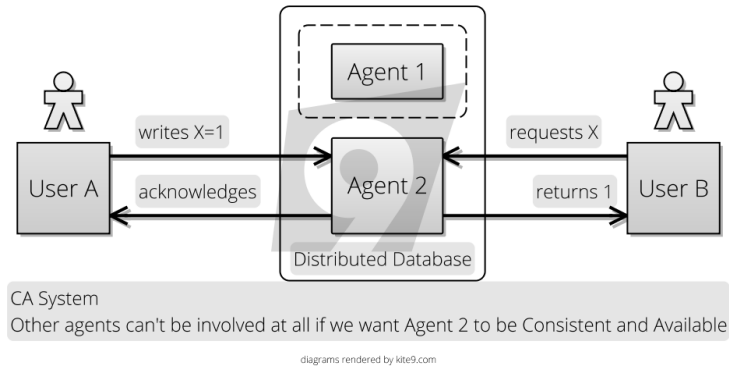 Agent 1
writes X=1
requests X
User A
Agent 2
User B
acknowledges
returns 1
Distributed Database
CA System
Other agents can't be involved at all if we want Agent 2 to be Consistent and Available
diagrams rendered by kite9.com